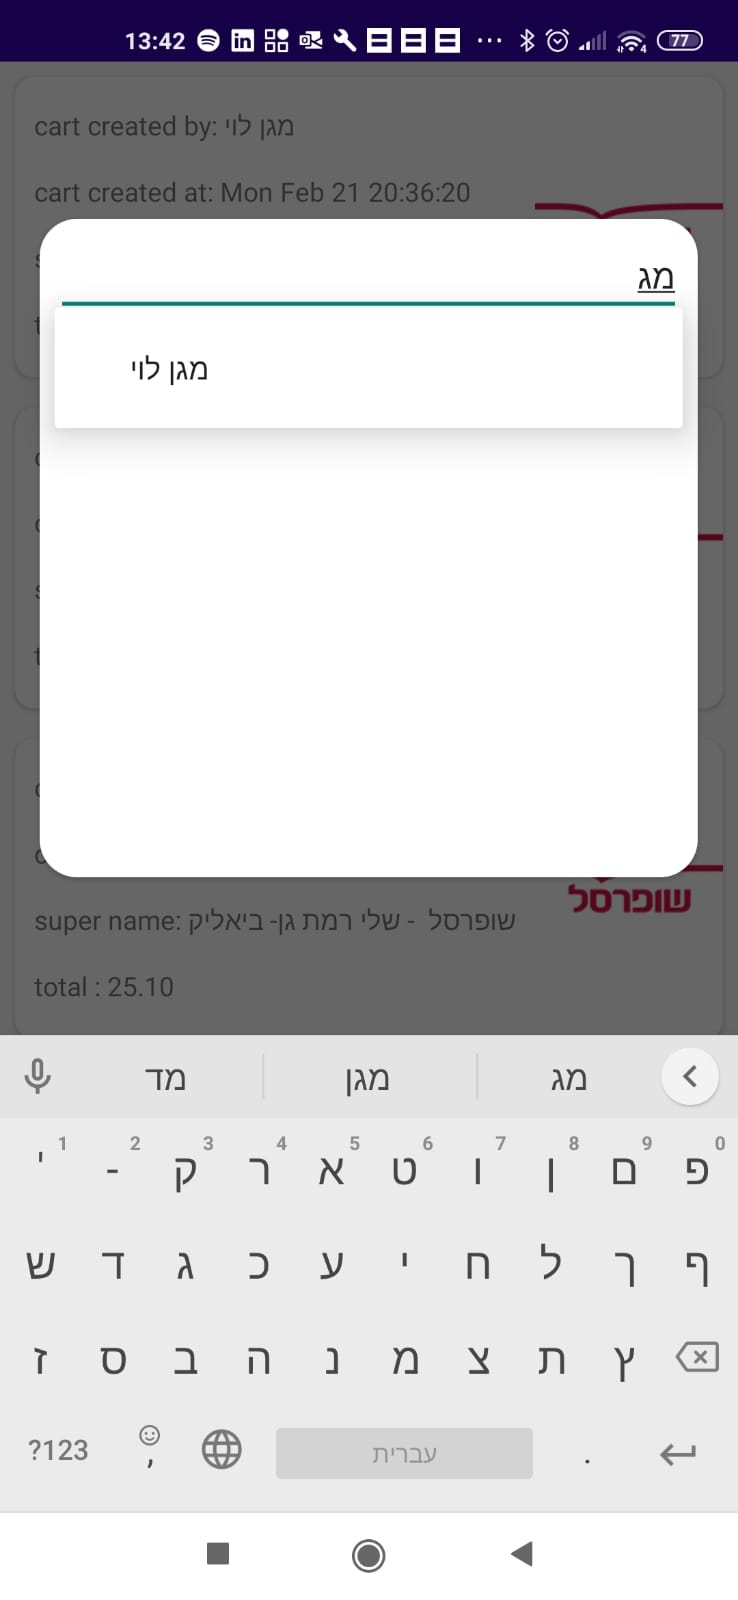 13:42
77
cart created by: מגן לוי
cart created at: Mon Feb 21 20:36:20
מג
מגן לוי
super name: שופרסל - שלי רמת גן- ביאליק
שופרסל
total : 25.10
מד
מגן
מג
1 2 3 4 5 6 7 8 9 0
' - ק ר א ט ו ן ם פ
ש ד ג כ ע י ח ל ך ף
ז ס ב ה נ מ צ ת ץ
?123 , עברית .